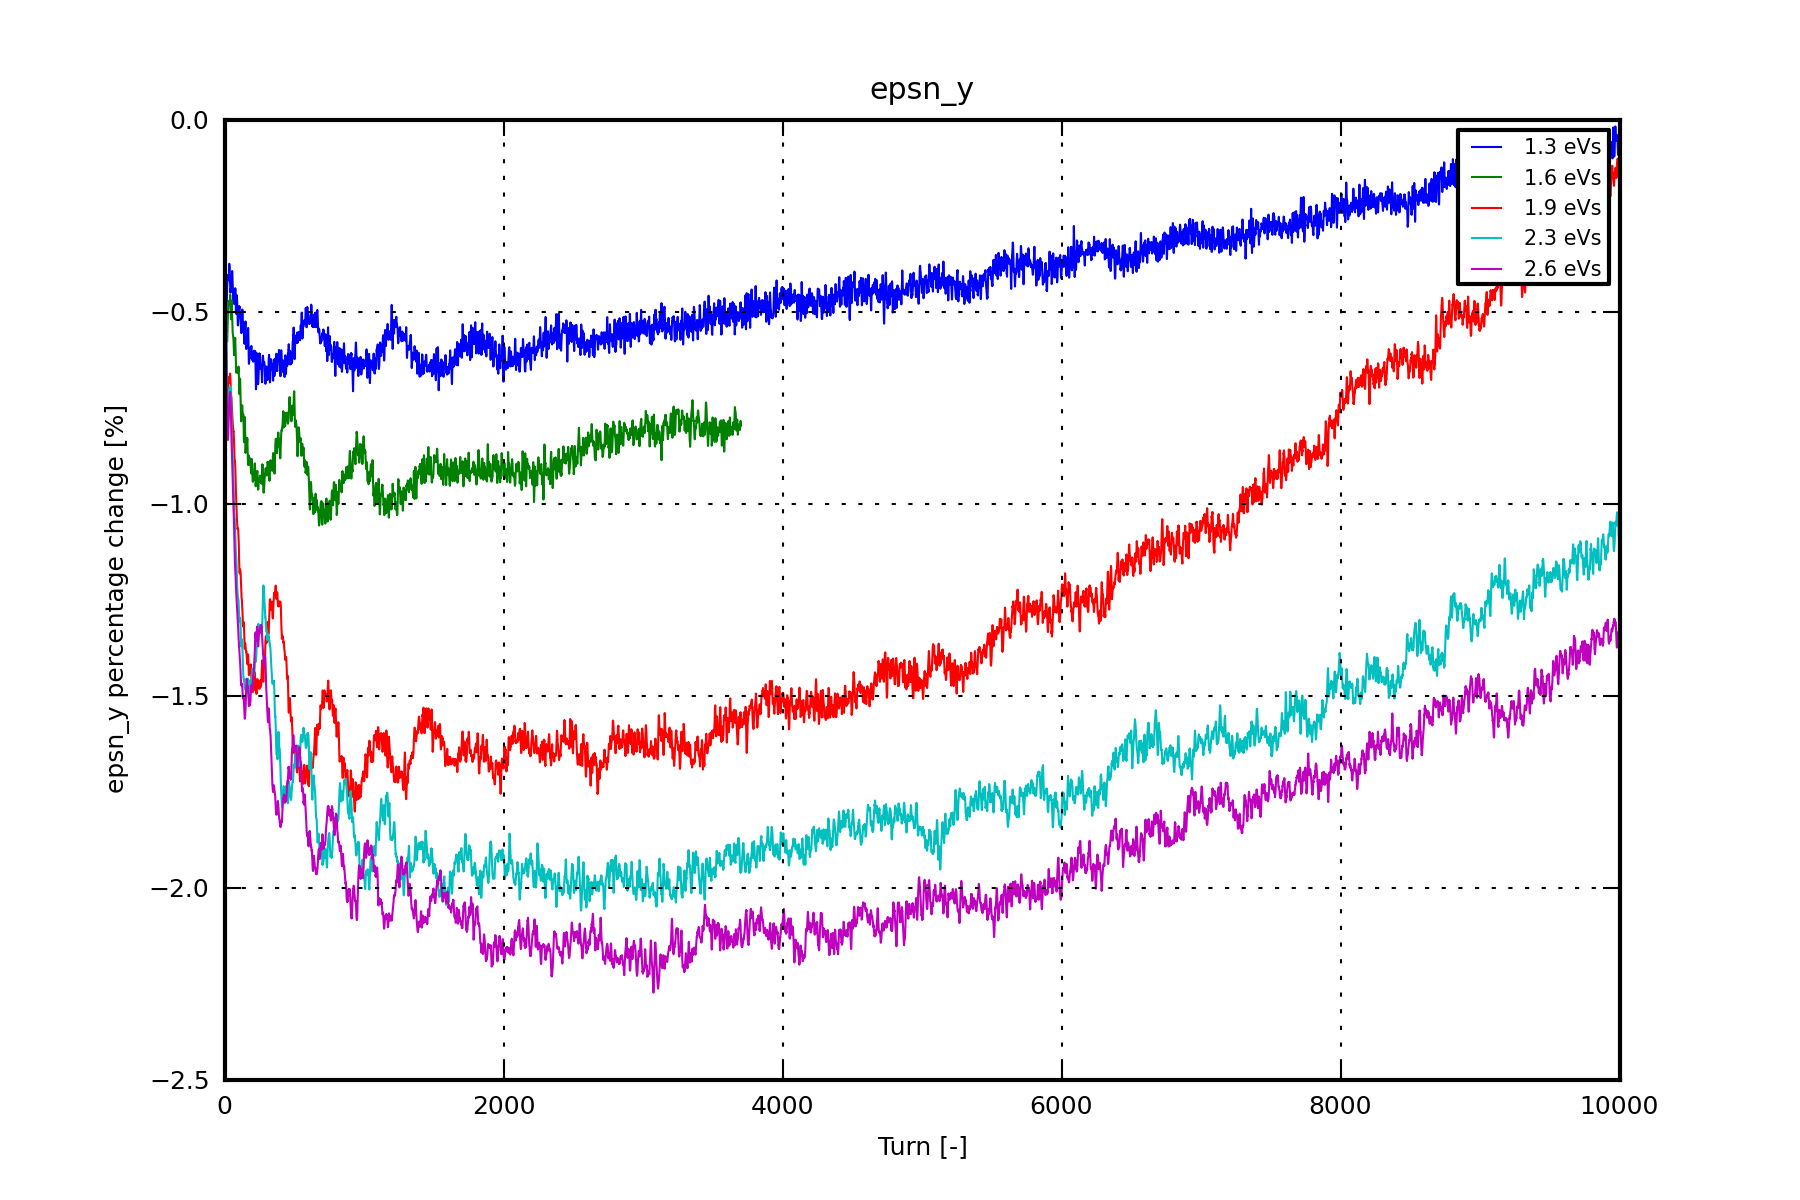 epsn_y
0.0
−0.5
−1.0
−1.5
−2.0
−2.5
epsn_y percentage change [%]
1.3 eVs
1.6 eVs
1.9 eVs
2.3 eVs
2.6 eVs
0 2000 4000 6000 8000 10000
Turn [-]